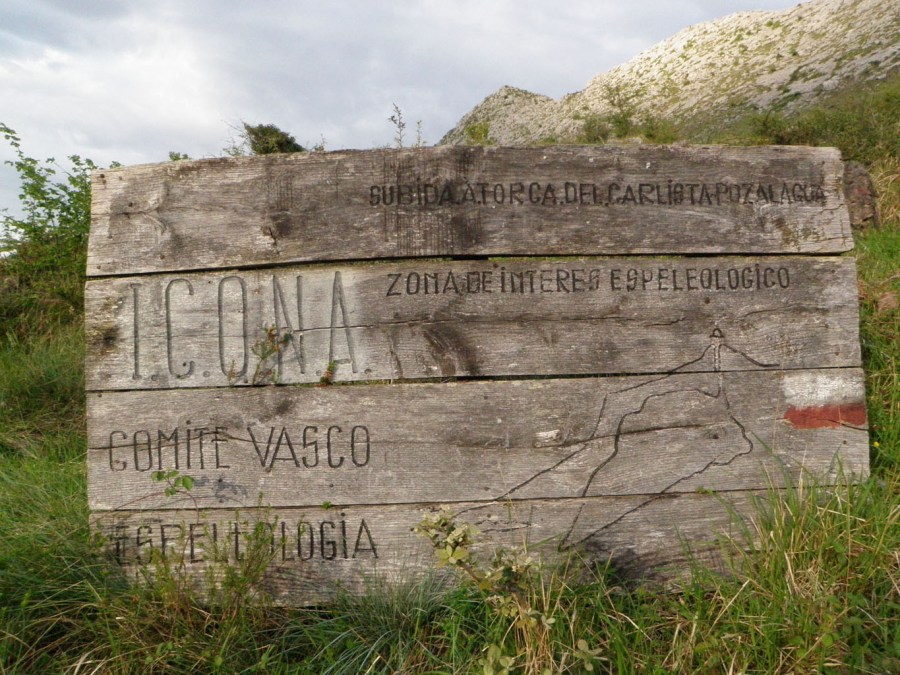 SUBIDA.A.TORCA.DEL.CARLISTA.POZALAGUA
I.C.O.N.A.
ZONA.DE INTERES ESPELEOLOGICO
COMITE VASCO
ESPELEOLOGIA